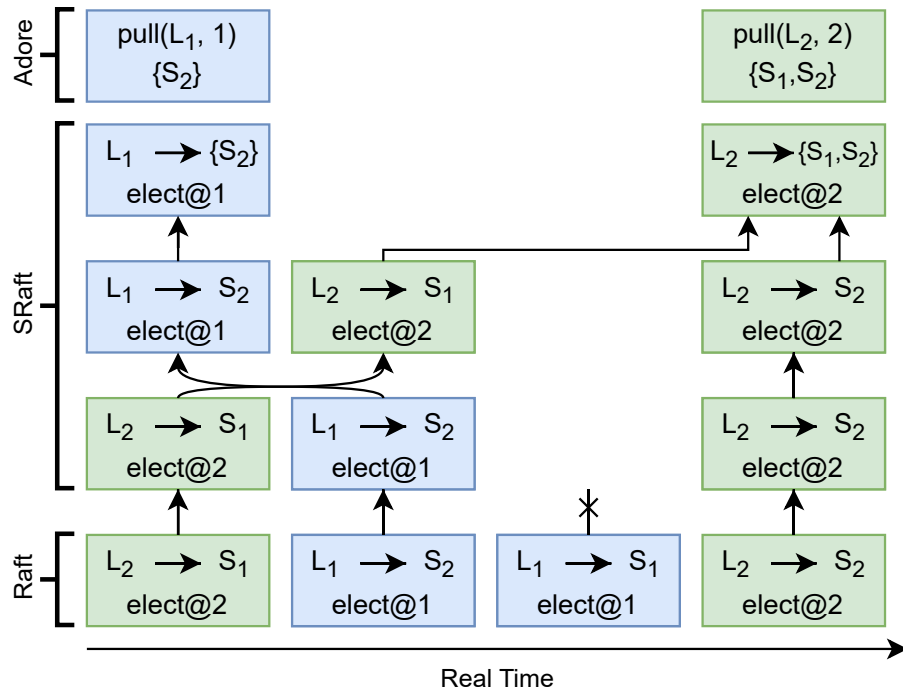 Adore
pull(L₁, 1)
{S₂}
pull(L₂, 2)
{S₁,S₂}
SRaft
L₁ → {S₂}
elect@1
L₂ → {S₁,S₂}
elect@2
L₁ → S₂
elect@1
L₂ → S₁
elect@2
L₂ → S₂
elect@2
L₂ → S₁
elect@2
L₁ → S₂
elect@1
L₂ → S₂
elect@2
Raft
L₂ → S₁
elect@2
L₁ → S₂
elect@1
L₁ → S₁
elect@1
L₂ → S₂
elect@2
Real Time